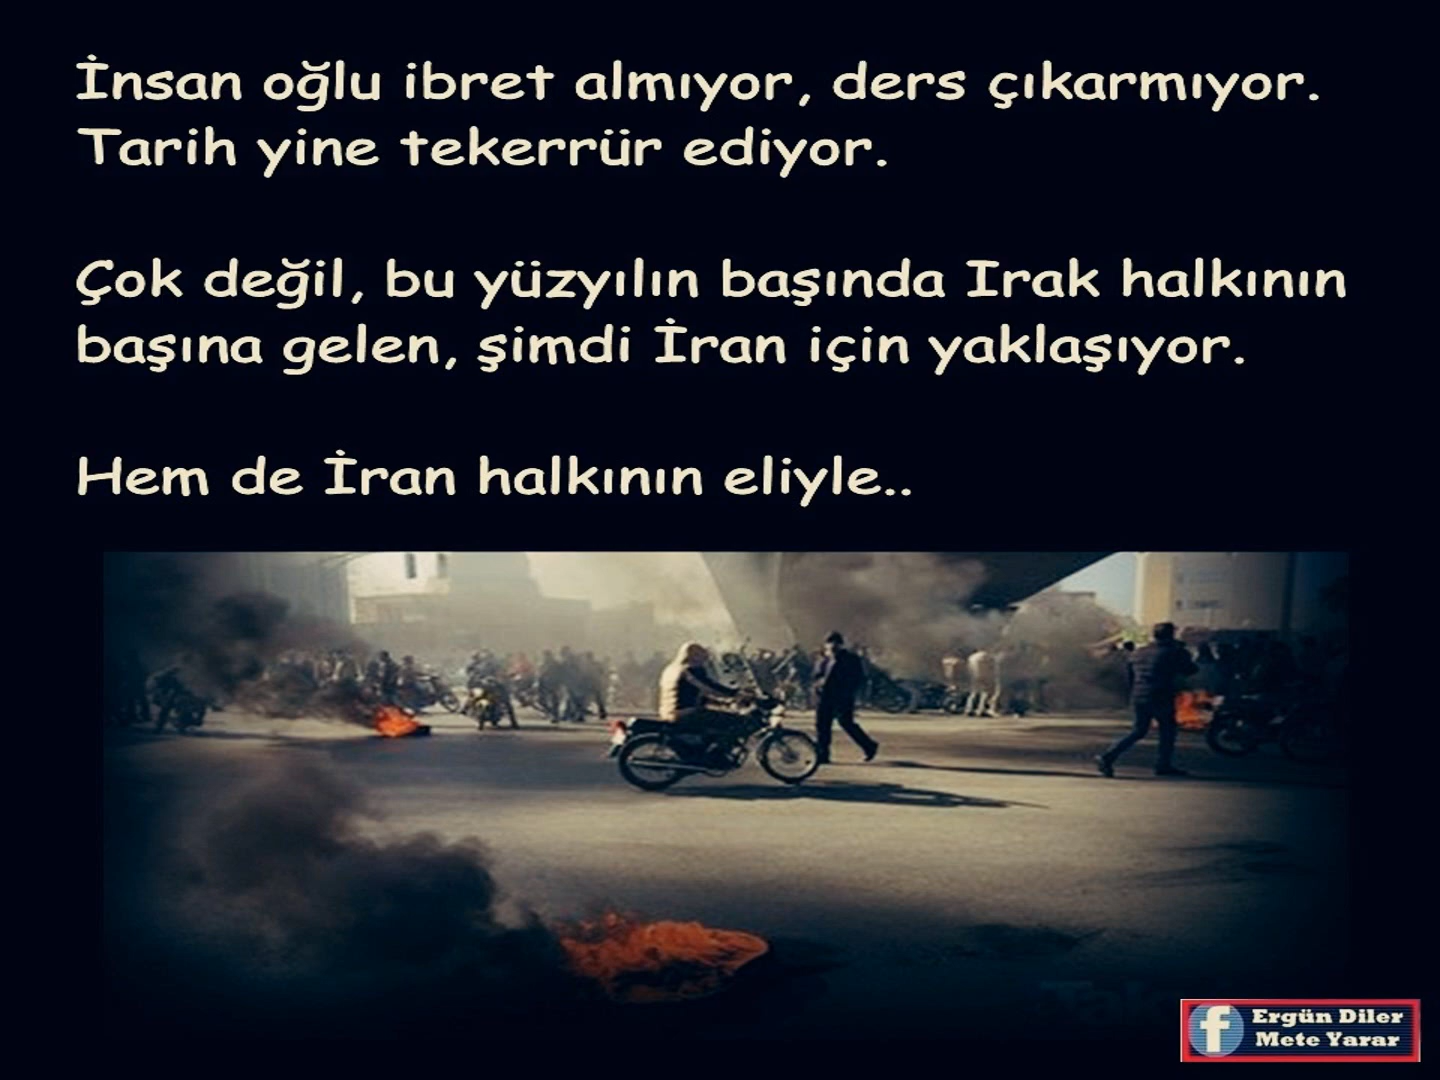 İnsan oğlu ibret almıyor, ders çıkarmıyor.
Tarih yine tekerrür ediyor.
Çok değil, bu yüzyılın başında Irak halkının
başına gelen, şimdi İran için yaklaşıyor.
Hem de İran halkının eliyle..
f
Ergün Diler
Mete Yarar